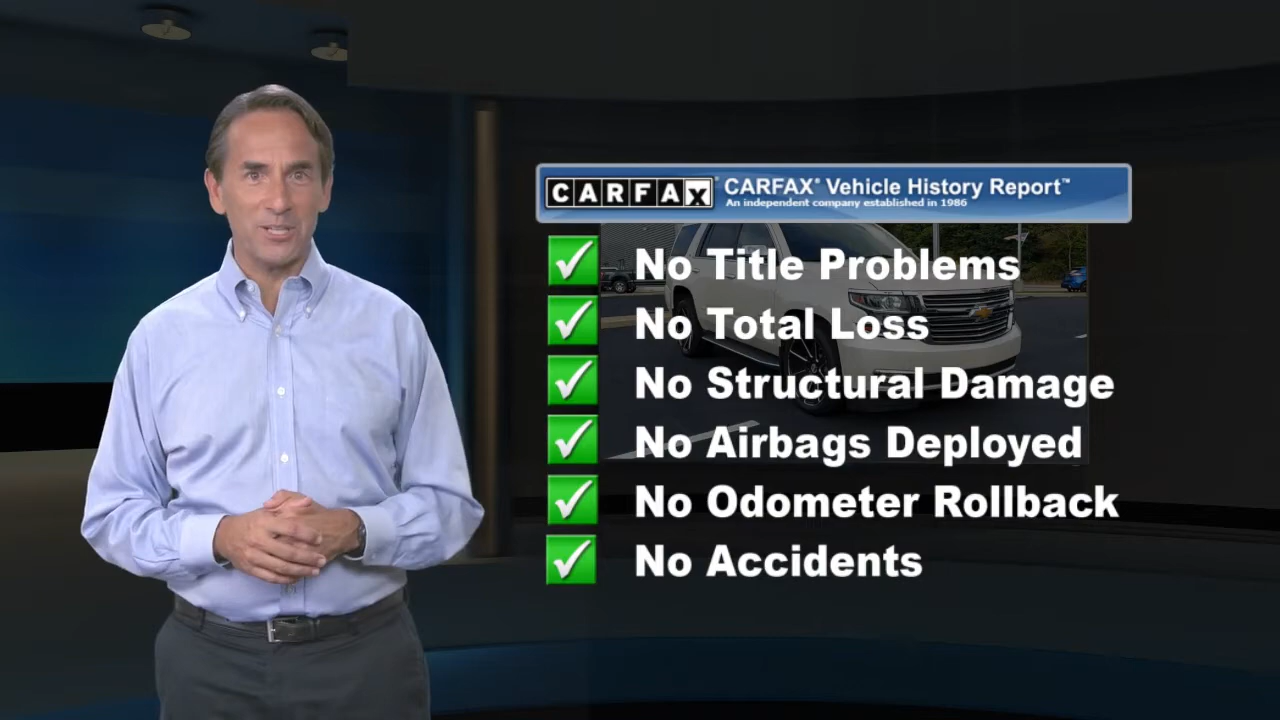 CARFAX® CARFAX® Vehicle History Report™
An independent company established in 1986
No Title Problems
No Total Loss
No Structural Damage
No Airbags Deployed
No Odometer Rollback
No Accidents